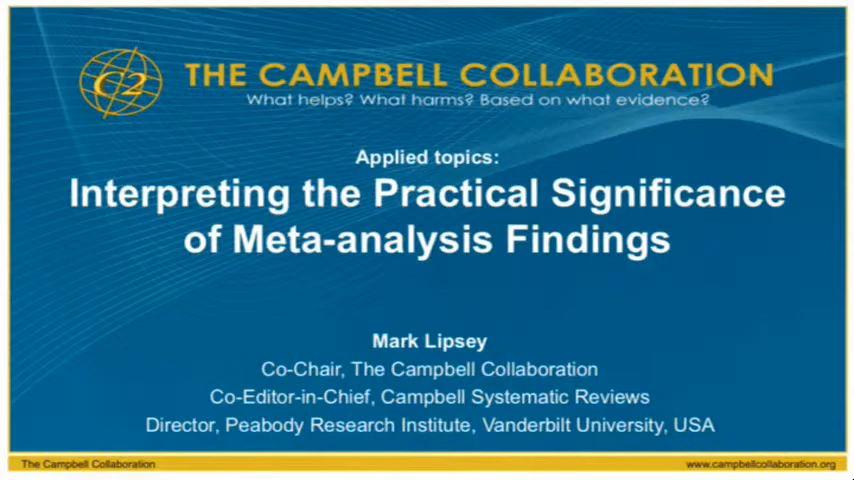 C2
THE CAMPBELL COLLABORATION
What helps? What harms? Based on what evidence?
Applied topics:
Interpreting the Practical Significance
of Meta-analysis Findings
Mark Lipsey
Co-Chair, The Campbell Collaboration
Co-Editor-in-Chief, Campbell Systematic Reviews
Director, Peabody Research Institute, Vanderbilt University, USA
The Campbell Collaboration
www.campbellcollaboration.org